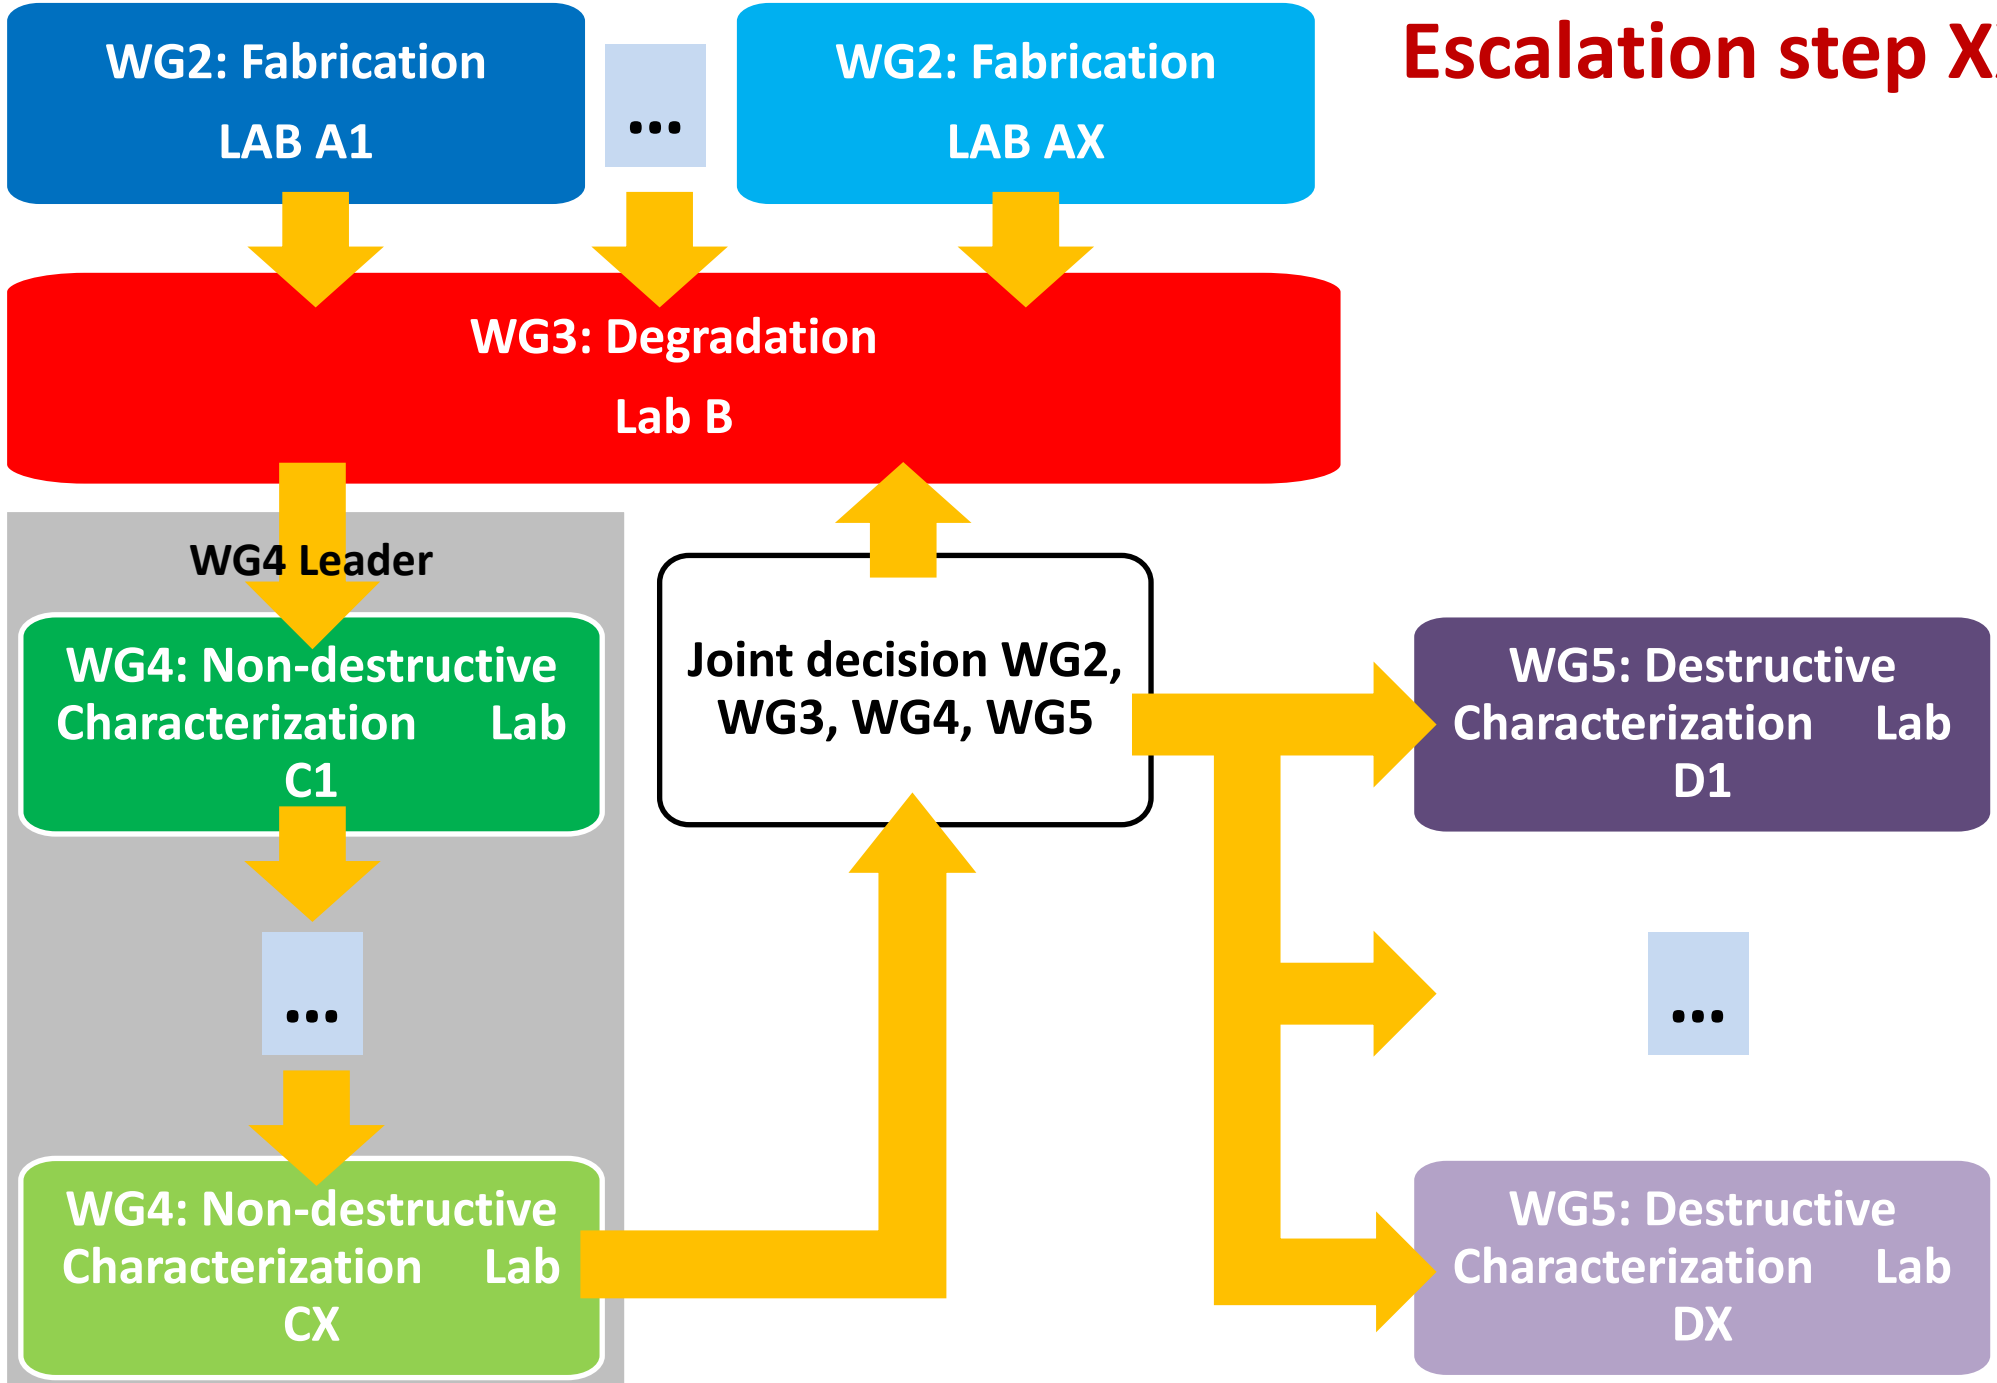 WG2: Fabrication
LAB A1
...
WG2: Fabrication
LAB AX
Escalation step X
WG3: Degradation
Lab B
WG4 Leader
WG4: Non-destructive
Characterization Lab
C1
...
WG4: Non-destructive
Characterization Lab
CX
Joint decision WG2,
WG3, WG4, WG5
WG5: Destructive
Characterization Lab
D1
...
WG5: Destructive
Characterization Lab
DX